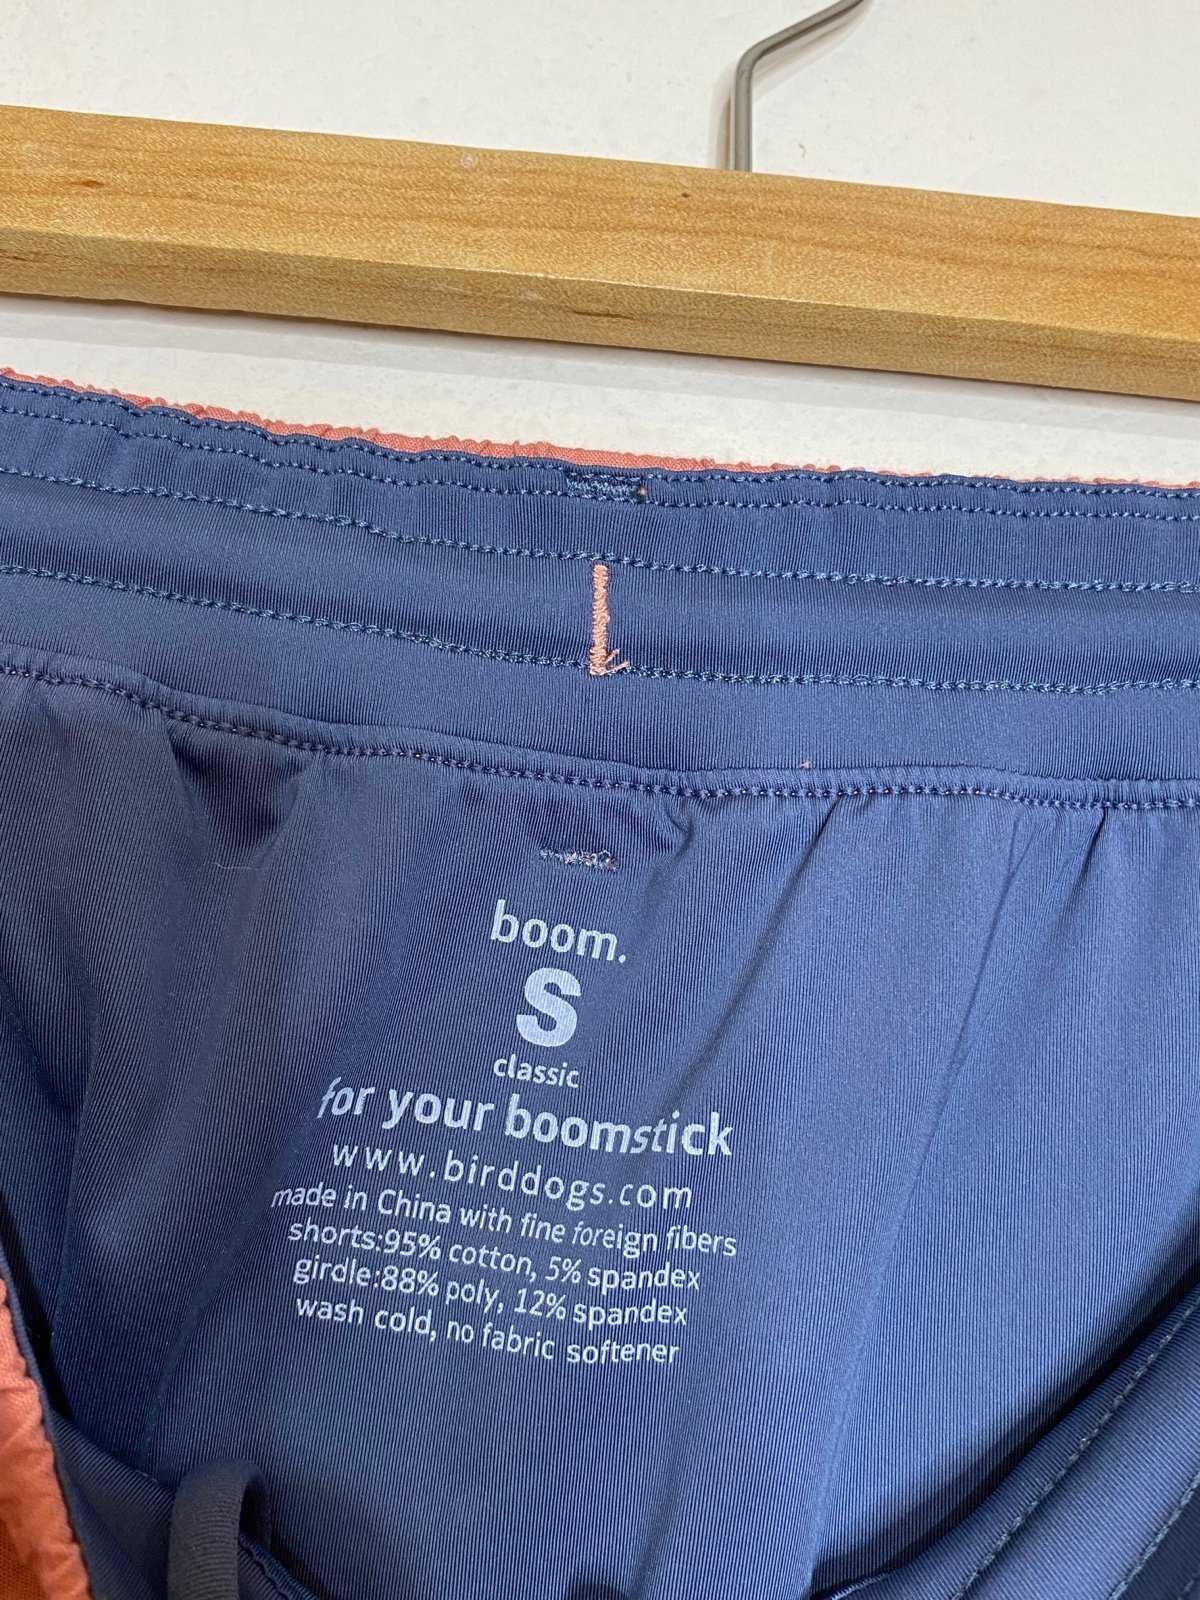 boom.
S
classic
for your boomstick
www.birddogs.com
made in China with fine foreign fibers
shorts:95% cotton, 5% spandex
girdle:88% poly, 12% spandex
wash cold, no fabric softener